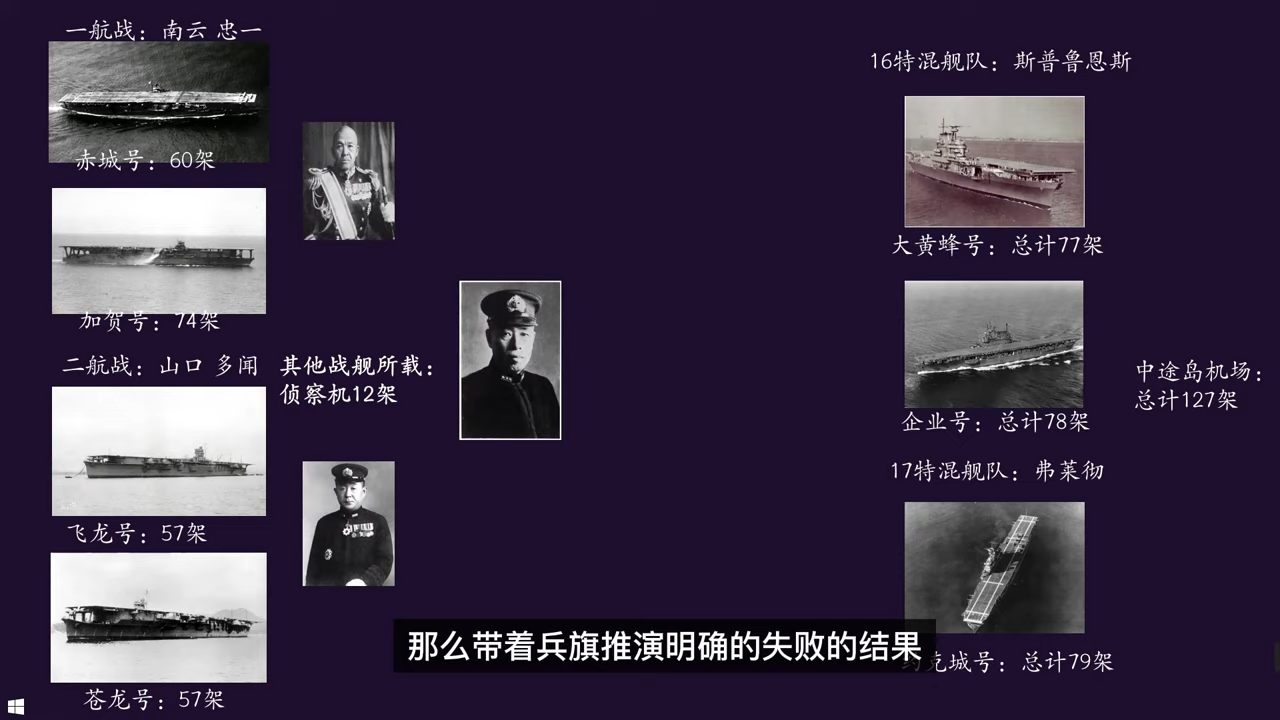 一航战：南云 忠一
赤城号：60架
加贺号：74架
二航战：山口 多闻
飞龙号：57架
苍龙号：57架
其他战舰所载：
侦察机12架
16特混舰队：斯普鲁恩斯
大黄蜂号：总计77架
企业号：总计78架
17特混舰队：弗莱彻
克城号：总计79架
中途岛机场：
总计127架
那么带着兵旗推演明确的失败的结果